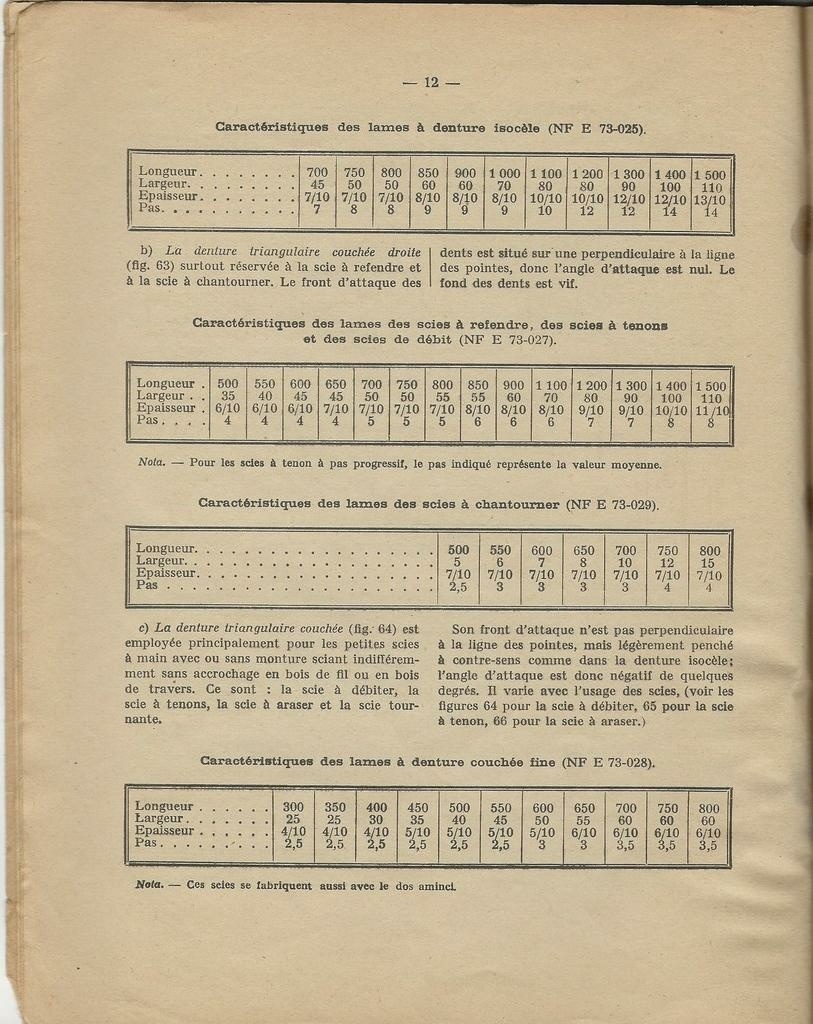 — 12 —
Caractéristiques des lames à denture isocèle (NF E 73-025).
Longueur. . . . . . . . 700 750 800 850 900 1 000 1 100 1 200 1 300 1 400 1 500
Largeur. . . . . . . . . 45 50 50 60 60 70 80 80 90 100 110
Epaisseur. . . . . . . . 7/10 7/10 7/10 8/10 8/10 8/10 10/10 10/10 12/10 12/10 13/10
Pas. . . . . . . . . . . 7 8 8 9 9 9 10 12 12 14 14
b) La denture triangulaire couchée droite
(fig. 63) surtout réservée à la scie à refendre et
à la scie à chantourner. Le front d'attaque des
dents est situé sur une perpendiculaire à la ligne
des pointes, donc l'angle d'attaque est nul. Le
fond des dents est vif.
Caractéristiques des lames des scies à refendre, des scies à tenons
et des scies de débit (NF E 73-027).
Longueur . 500 550 600 650 700 750 800 850 900 1 100 1 200 1 300 1 400 1 500
Largeur . . 35 40 45 45 50 50 55 55 60 70 80 90 100 110
Epaisseur . 6/10 6/10 6/10 7/10 7/10 7/10 7/10 8/10 8/10 8/10 9/10 9/10 10/10 11/10
Pas. . . . 4 4 4 4 5 5 5 6 6 6 7 7 8 8
Nota. — Pour les scies à tenon à pas progressif, le pas indiqué représente la valeur moyenne.
Caractéristiques des lames des scies à chantourner (NF E 73-029).
Longueur. . . . . . . . . . . . . . . . . . . 500 550 600 650 700 750 800
Largeur. . . . . . . . . . . . . . . . . . . . 5 6 7 8 10 12 15
Epaisseur. . . . . . . . . . . . . . . . . . . 7/10 7/10 7/10 7/10 7/10 7/10 7/10
Pas . . . . . . . . . . . . . . . . . . . . . 2,5 3 3 3 3 4 4
c) La denture triangulaire couchée (fig. 64) est
employée principalement pour les petites scies
à main avec ou sans monture sciant indifférem-
ment sans accrochage en bois de fil ou en bois
de travers. Ce sont : la scie à débiter, la
scie à tenons, la scie à araser et la scie tour-
nante.
Son front d'attaque n'est pas perpendiculaire
à la ligne des pointes, mais légèrement penché
à contre-sens comme dans la denture isocèle;
l'angle d'attaque est donc négatif de quelques
degrés. Il varie avec l'usage des scies, (voir les
figures 64 pour la scie à débiter, 65 pour la scie
à tenon, 66 pour la scie à araser.)
Caractéristiques des lames à denture couchée fine (NF E 73-028).
Longueur . . . . . . 300 350 400 450 500 550 600 650 700 750 800
Largeur. . . . . . . 25 25 30 35 40 45 50 55 60 60 60
Epaisseur . . . . . . 4/10 4/10 4/10 5/10 5/10 5/10 5/10 6/10 6/10 6/10 6/10
Pas. . . . . . . . . 2,5 2,5 2,5 2,5 2,5 2,5 3 3 3,5 3,5 3,5
Nota. — Ces scies se fabriquent aussi avec le dos aminci.